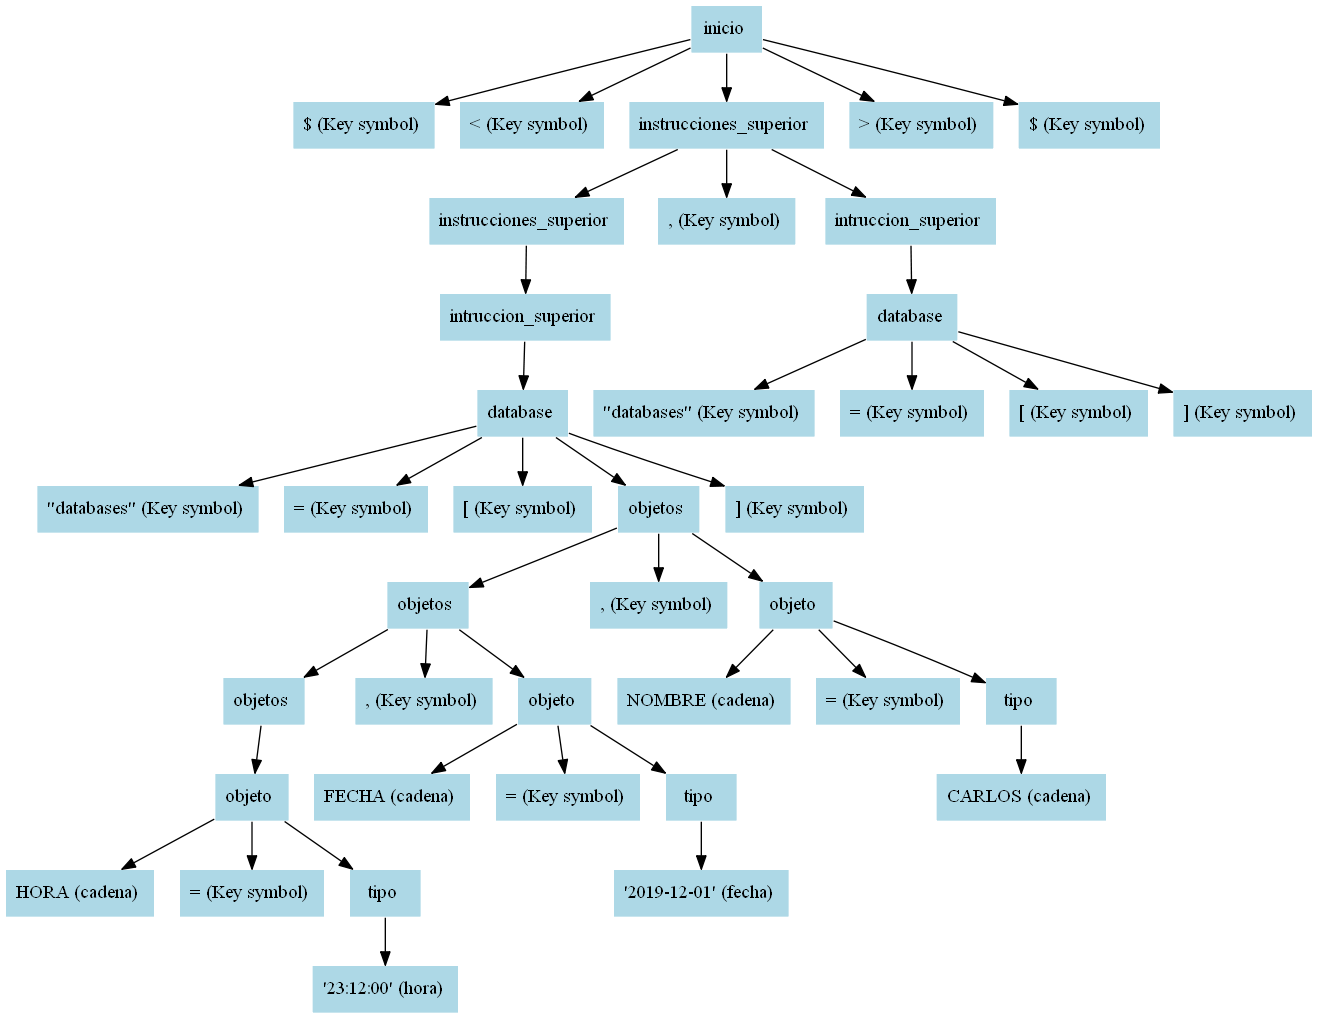 inicio
$ (Key symbol)
< (Key symbol)
instrucciones_superior
> (Key symbol)
$ (Key symbol)
instrucciones_superior
, (Key symbol)
intruccion_superior
intruccion_superior
database
database
"databases" (Key symbol)
= (Key symbol)
[ (Key symbol)
] (Key symbol)
"databases" (Key symbol)
= (Key symbol)
[ (Key symbol)
objetos
] (Key symbol)
objetos
, (Key symbol)
objeto
objetos
, (Key symbol)
objeto
NOMBRE (cadena)
= (Key symbol)
tipo
objeto
FECHA (cadena)
= (Key symbol)
tipo
CARLOS (cadena)
HORA (cadena)
= (Key symbol)
tipo
'2019-12-01' (fecha)
'23:12:00' (hora)